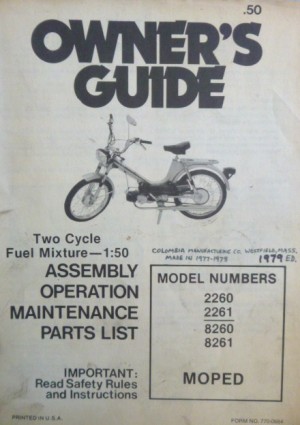 .50
OWNER'S
GUIDE
Two Cycle
Fuel Mixture—1:50
ASSEMBLY
OPERATION
MAINTENANCE
PARTS LIST
IMPORTANT:
Read Safety Rules
and Instructions
COLUMBIA MANUFACTURING CO. WESTFIELD, MASS.
MADE IN 1977-1979
1979 ED.
MODEL NUMBERS
2260
2261
8260
8261
MOPED
PRINTED IN U.S.A.
FORM NO.